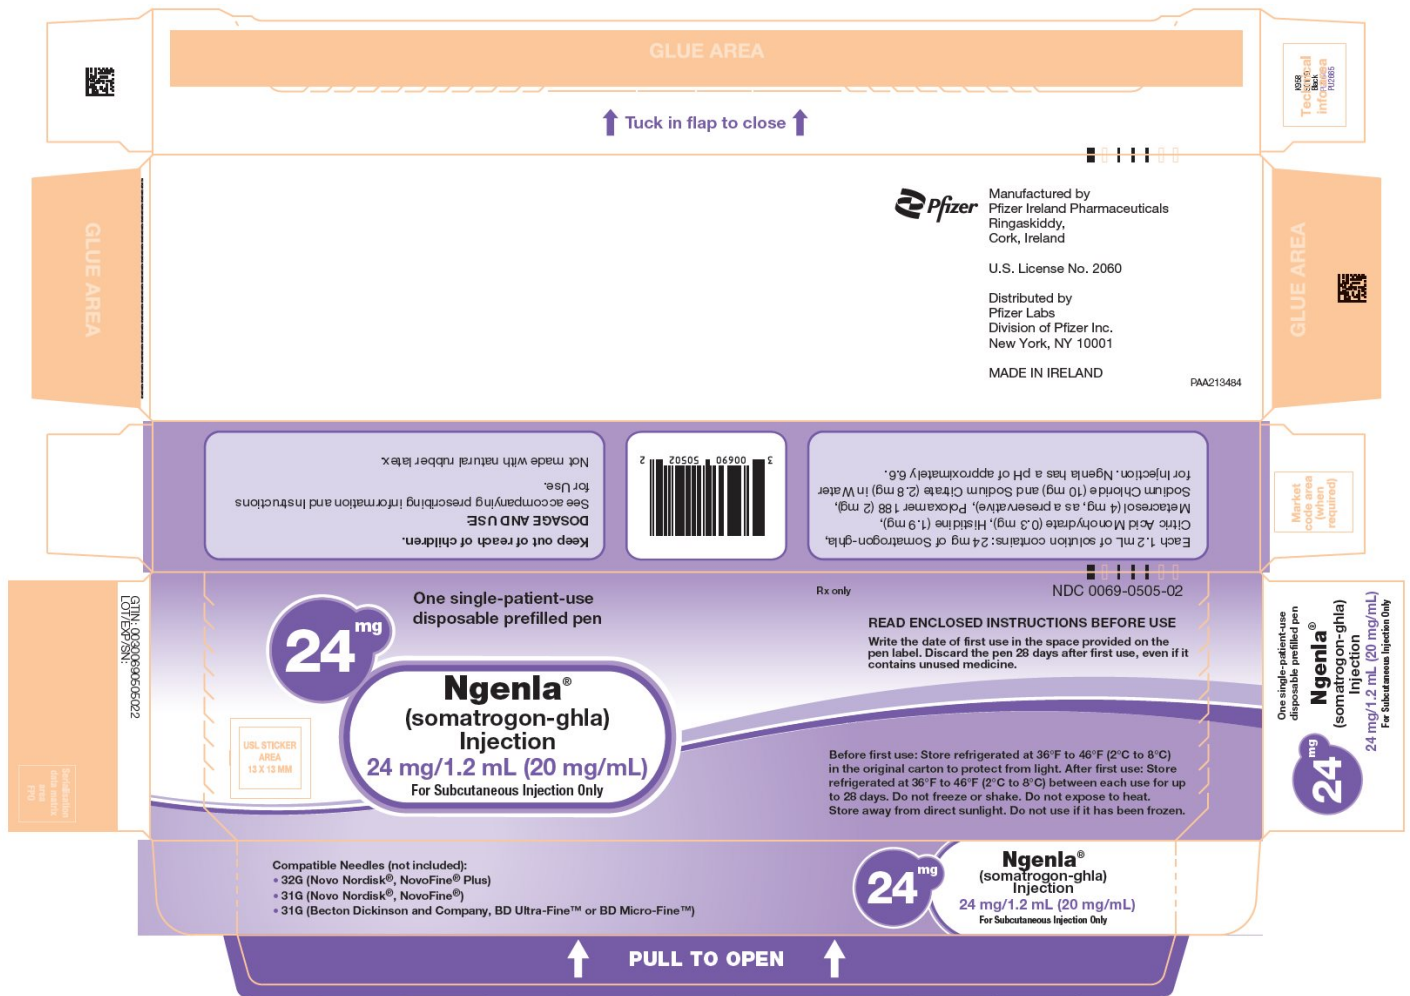 GLUE AREA
Tuck in flap to close
Technical
info area
K95B
Black
PU2665
GLUE AREA
Pfizer
Manufactured by
Pfizer Ireland Pharmaceuticals
Ringaskiddy,
Cork, Ireland
U.S. License No. 2060
Distributed by
Pfizer Labs
Division of Pfizer Inc.
New York, NY 10001
MADE IN IRELAND
PAA213484
GLUE AREA
Keep out of reach of children.
DOSAGE AND USE
See accompanying prescribing information and Instructions
for Use.
Not made with natural rubber latex.
3 00690 50502 2
Each 1.2 mL of solution contains: 24 mg of Somatrogon-ghla,
Citric Acid Monohydrate (0.3 mg), Histidine (1.9 mg),
Metacresol (4 mg, as a preservative), Poloxamer 188 (2 mg),
Sodium Chloride (10 mg) and Sodium Citrate (2.8 mg) in Water
for Injection. Ngenla has a pH of approximately 6.6.
Market
code area
(when
required)
GTIN: 00300690505022
LOT/EXP/SN:
Serialisation
data matrix
area
FPO
24 mg
One single-patient-use
disposable prefilled pen
Ngenla®
(somatrogon-ghla)
Injection
24 mg/1.2 mL (20 mg/mL)
For Subcutaneous Injection Only
USL STICKER
AREA
13 X 13 MM
Rx only
NDC 0069-0505-02
READ ENCLOSED INSTRUCTIONS BEFORE USE
Write the date of first use in the space provided on the
pen label. Discard the pen 28 days after first use, even if it
contains unused medicine.
Before first use: Store refrigerated at 36°F to 46°F (2°C to 8°C)
in the original carton to protect from light. After first use: Store
refrigerated at 36°F to 46°F (2°C to 8°C) between each use for up
to 28 days. Do not freeze or shake. Do not expose to heat.
Store away from direct sunlight. Do not use if it has been frozen.
One single-patient-use
disposable prefilled pen
24 mg
Ngenla®
(somatrogon-ghla)
Injection
24 mg/1.2 mL (20 mg/mL)
For Subcutaneous Injection Only
Compatible Needles (not included):
• 32G (Novo Nordisk®, NovoFine® Plus)
• 31G (Novo Nordisk®, NovoFine®)
• 31G (Becton Dickinson and Company, BD Ultra-Fine™ or BD Micro-Fine™)
24 mg
Ngenla®
(somatrogon-ghla)
Injection
24 mg/1.2 mL (20 mg/mL)
For Subcutaneous Injection Only
PULL TO OPEN